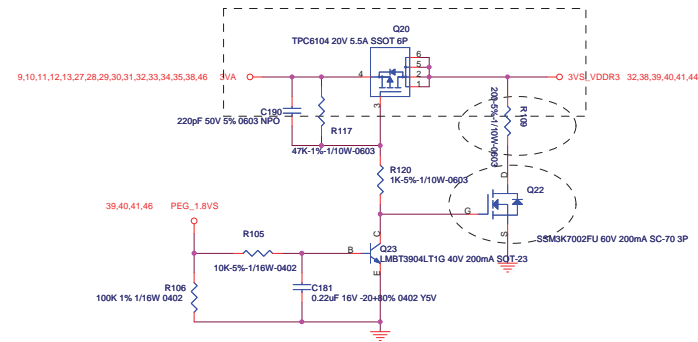 Q20
TPC6104 20V 5.5A SSOT 6P
6
5
4
2
1
3
9,10,11,12,13,27,28,29,30,31,32,33,34,35,38,46 3VA
3VS_VDDR3 32,38,39,40,41,44
C190
220pF 50V 5% 0603 NPO
R117
47K-1%-1/10W-0603
R109
200-5%-1/10W-0603
R120
1K-5%-1/10W-0603
D
Q22
G
S
SSM3K7002FU 60V 200mA SC-70 3P
39,40,41,46 PEG_1.8VS
R105
10K-5%-1/16W-0402
C
B
Q23
LMBT3904LT1G 40V 200mA SOT-23
E
R106
100K 1% 1/16W 0402
C181
0.22uF 16V -20+80% 0402 Y5V